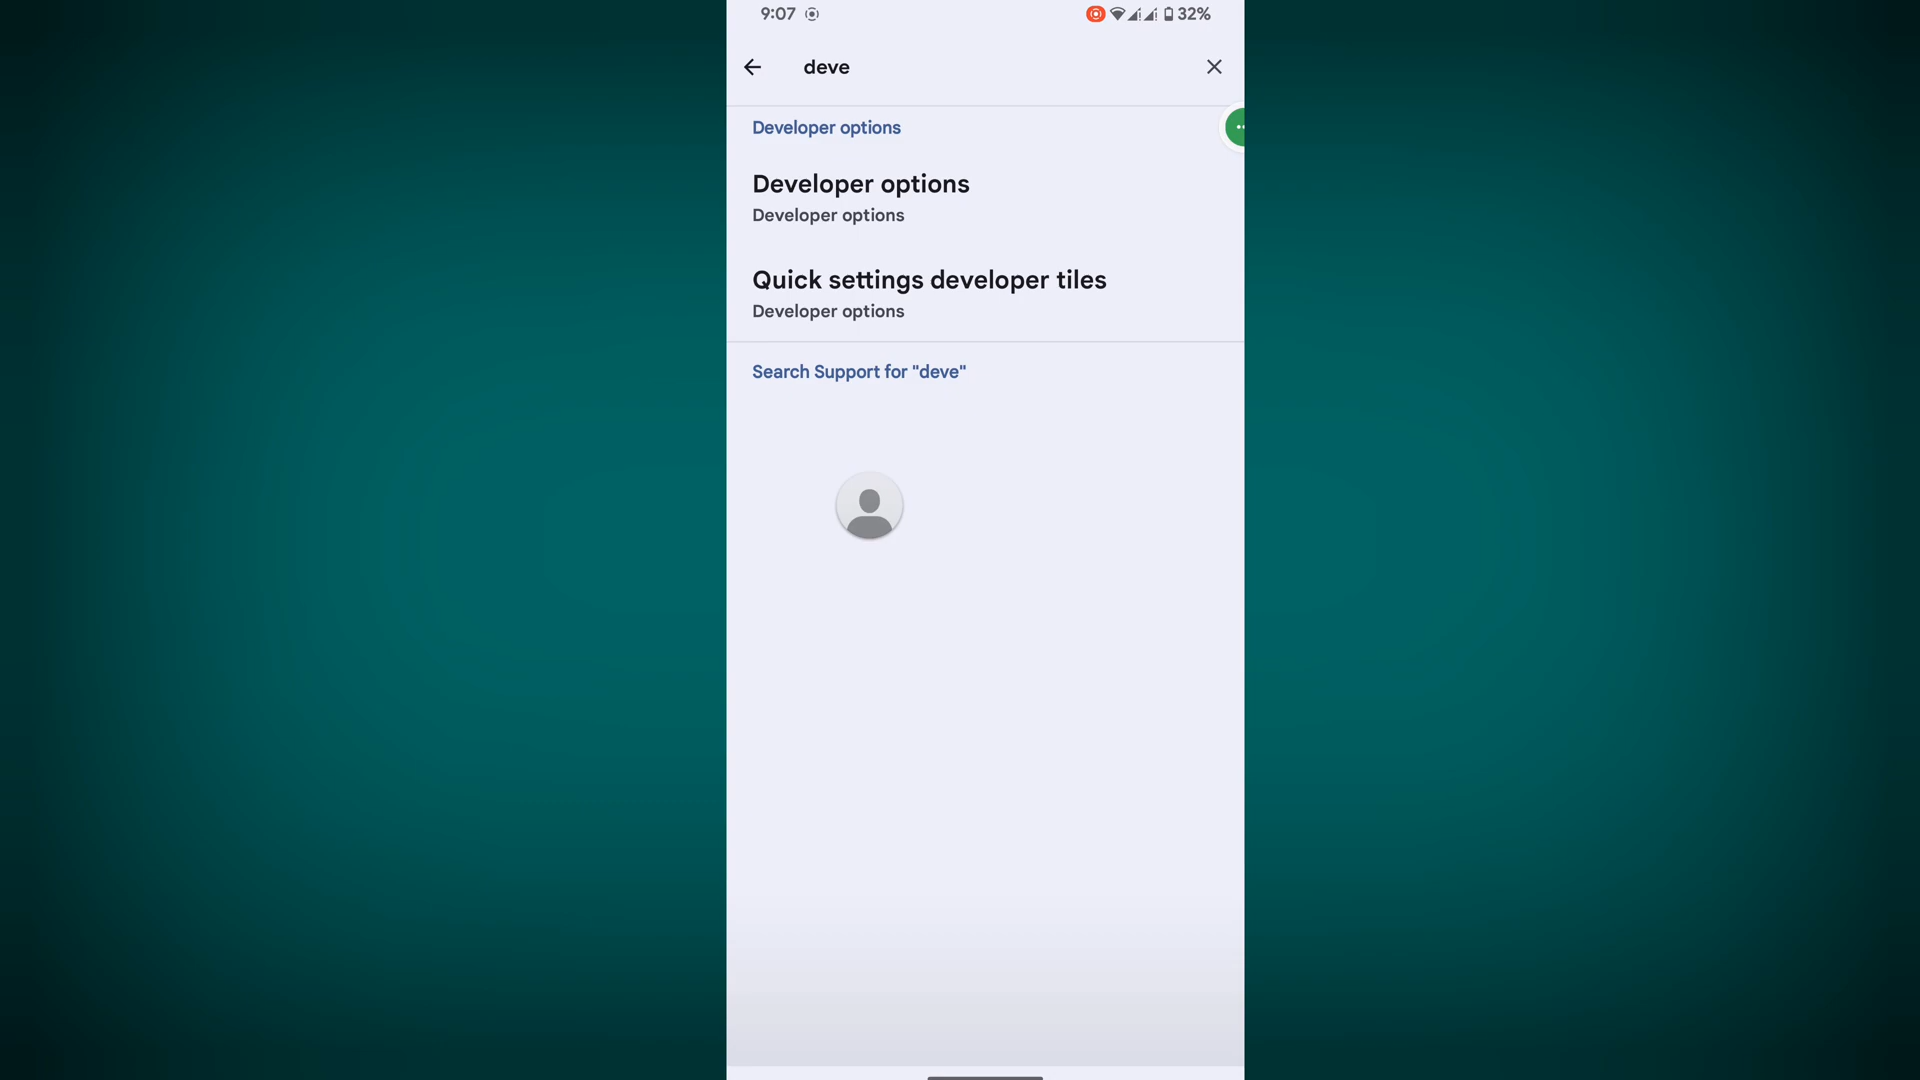 9:07 32%
deve
Developer options
Developer options
Developer options
Quick settings developer tiles
Developer options
Search Support for "deve"